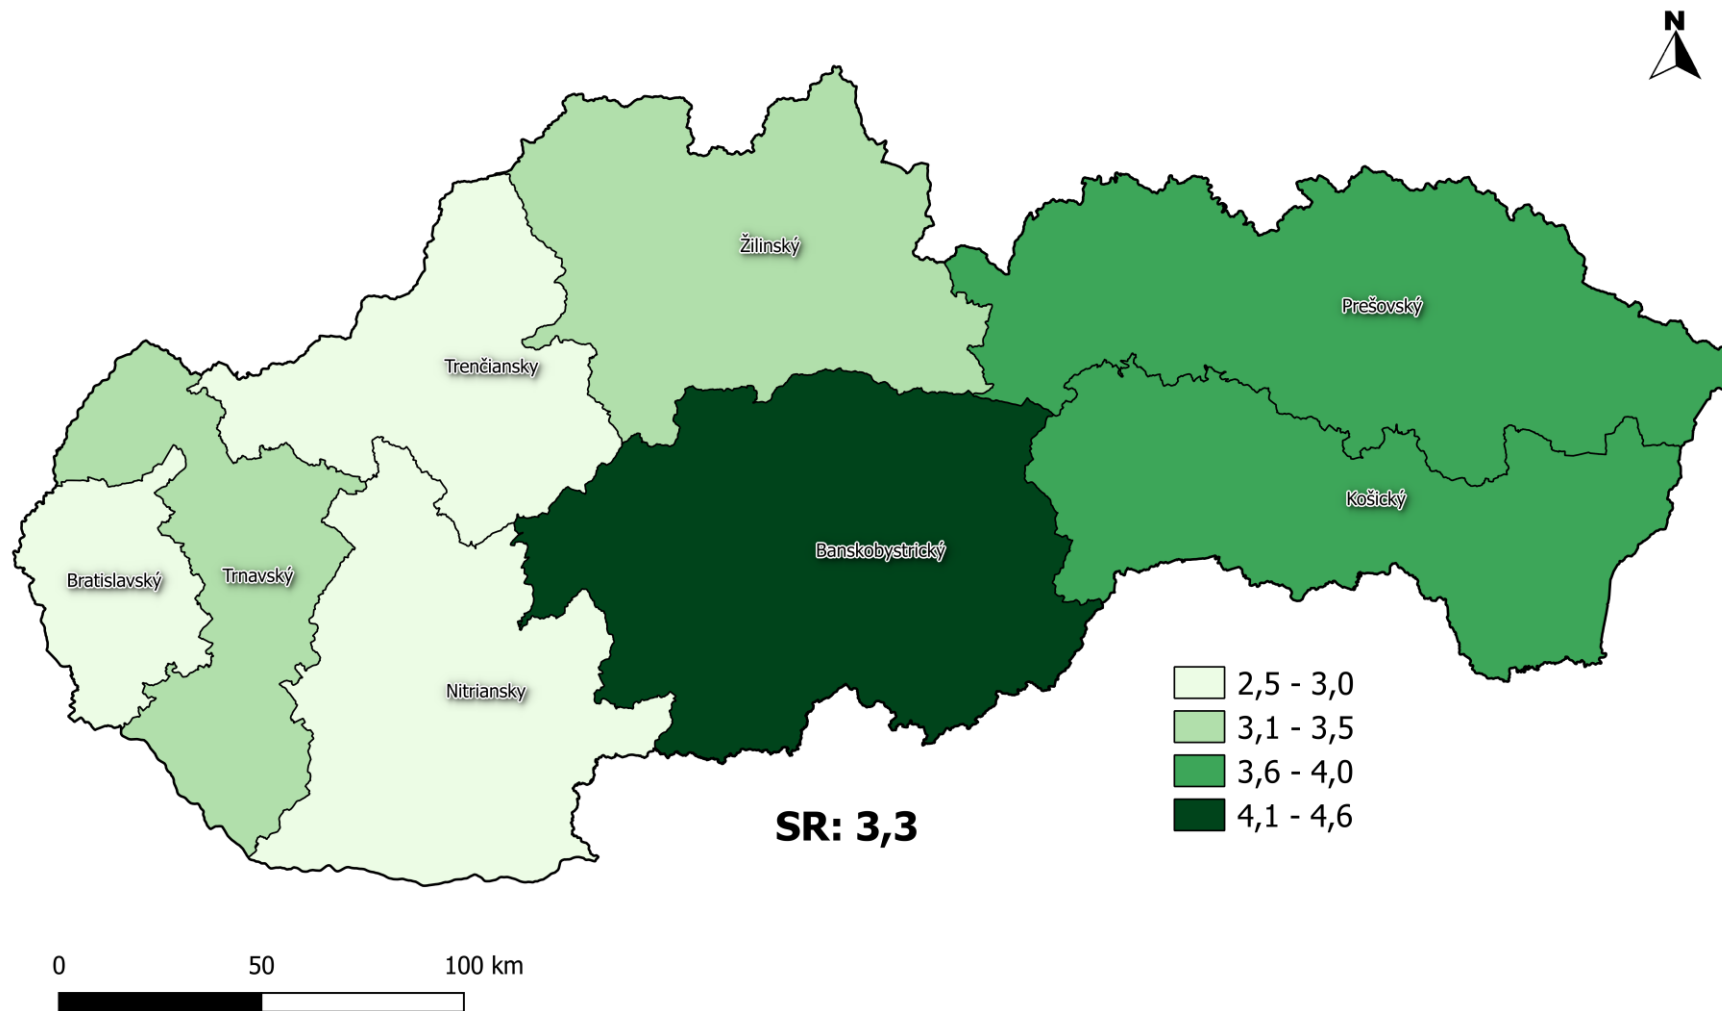 N
Žilinský
Prešovský
Trenčiansky
Košický
Banskobystrický
Bratislavský
Trnavský
Nitriansky
2,5 - 3,0
3,1 - 3,5
3,6 - 4,0
4,1 - 4,6
SR: 3,3
0 50 100 km